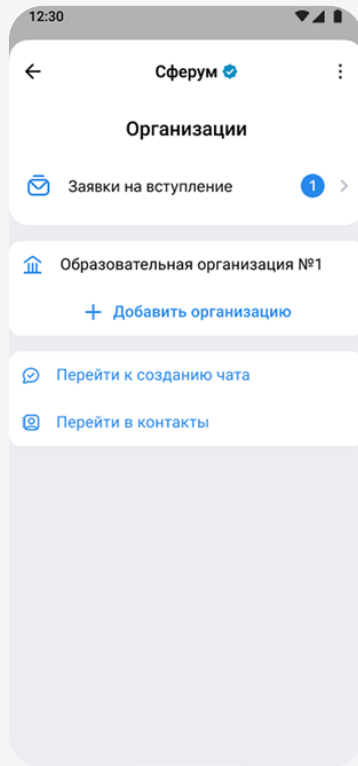 12:30
Сферум
Организации
Заявки на вступление 1
Образовательная организация №1
+ Добавить организацию
Перейти к созданию чата
Перейти в контакты